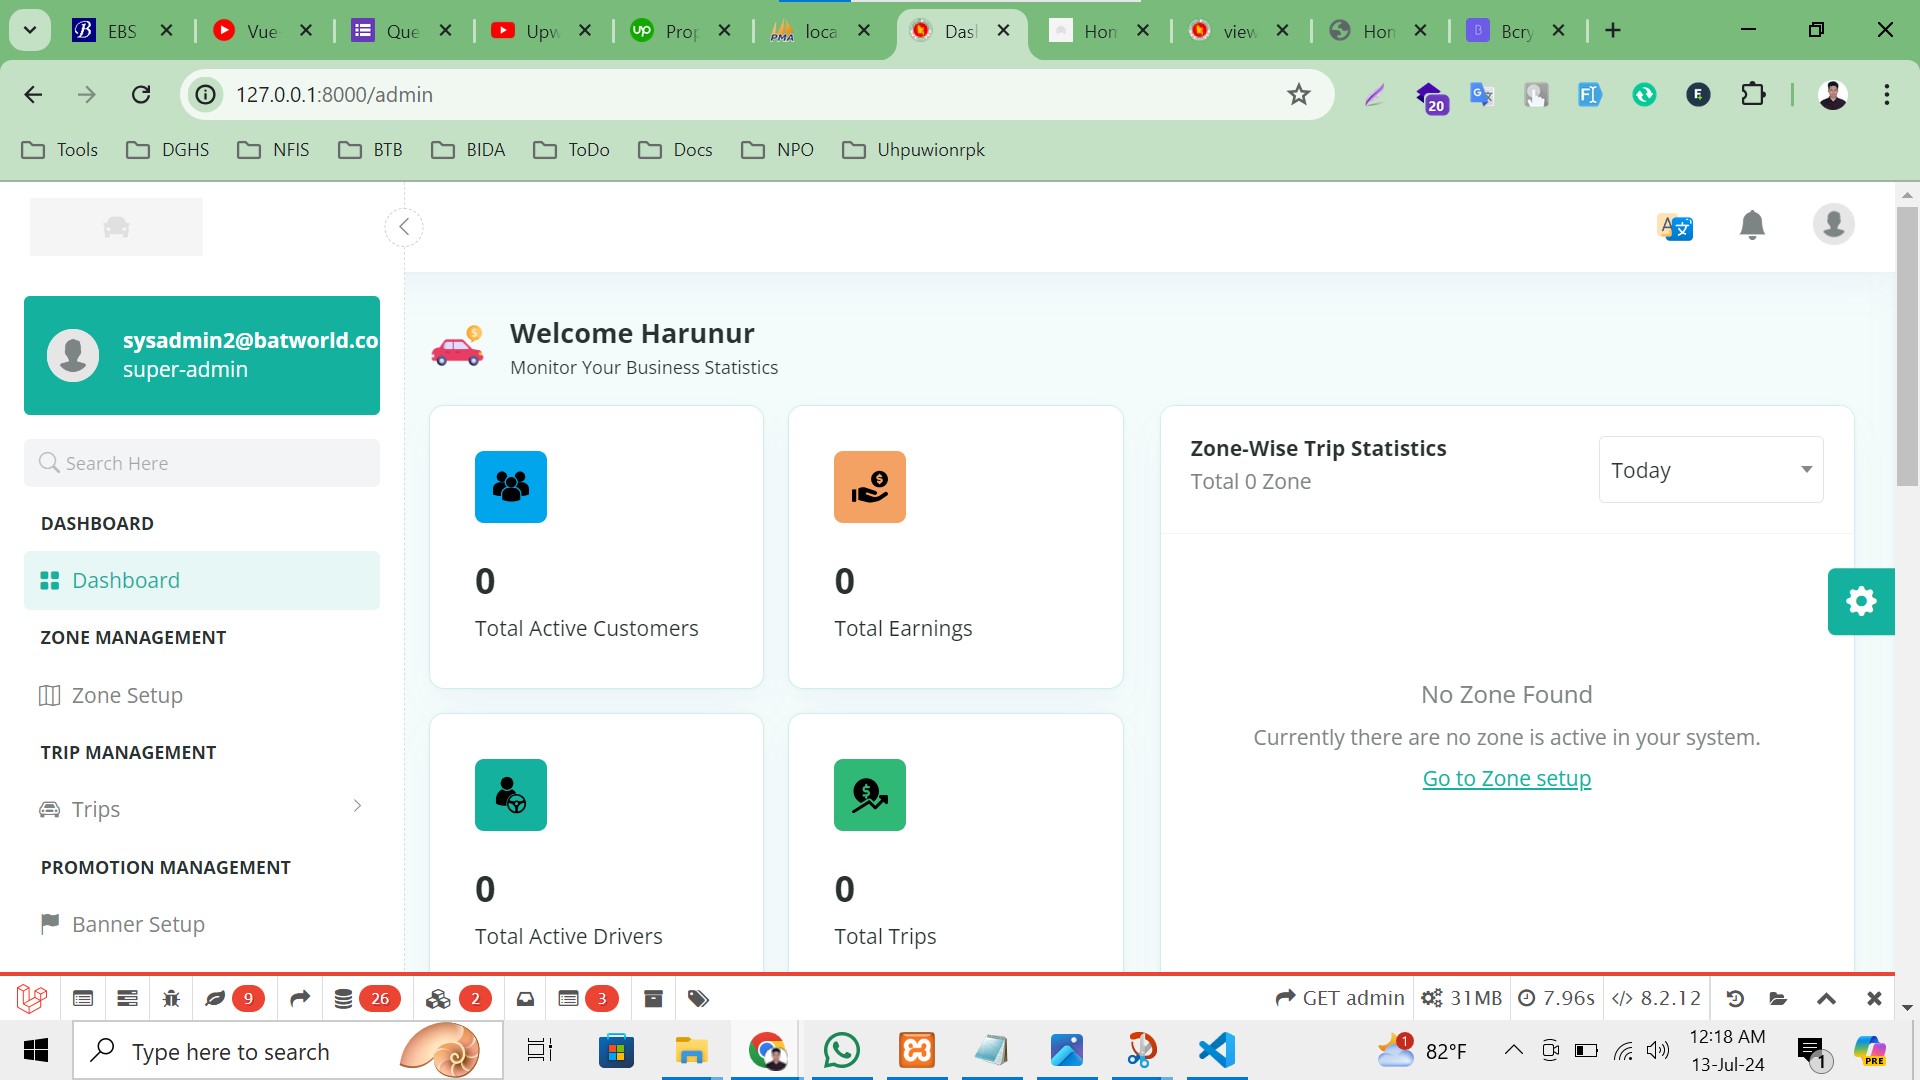 EBS
Vue
Que
Upw
Prop
loca
Dasl
Hon
view
Hon
Bcry
127.0.0.1:8000/admin
20
Tools
DGHS
NFIS
BTB
BIDA
ToDo
Docs
NPO
Uhpuwionrpk
sysadmin2@batworld.co
super-admin
Search Here
DASHBOARD
Dashboard
ZONE MANAGEMENT
Zone Setup
TRIP MANAGEMENT
Trips
PROMOTION MANAGEMENT
Banner Setup
Welcome Harunur
Monitor Your Business Statistics
0
Total Active Customers
0
Total Earnings
0
Total Active Drivers
0
Total Trips
Zone-Wise Trip Statistics
Total 0 Zone
Today
No Zone Found
Currently there are no zone is active in your system.
Go to Zone setup
9
26
2
3
GET admin
31MB
7.96s
8.2.12
Type here to search
1
82°F
12:18 AM
13-Jul-24
1
PRE